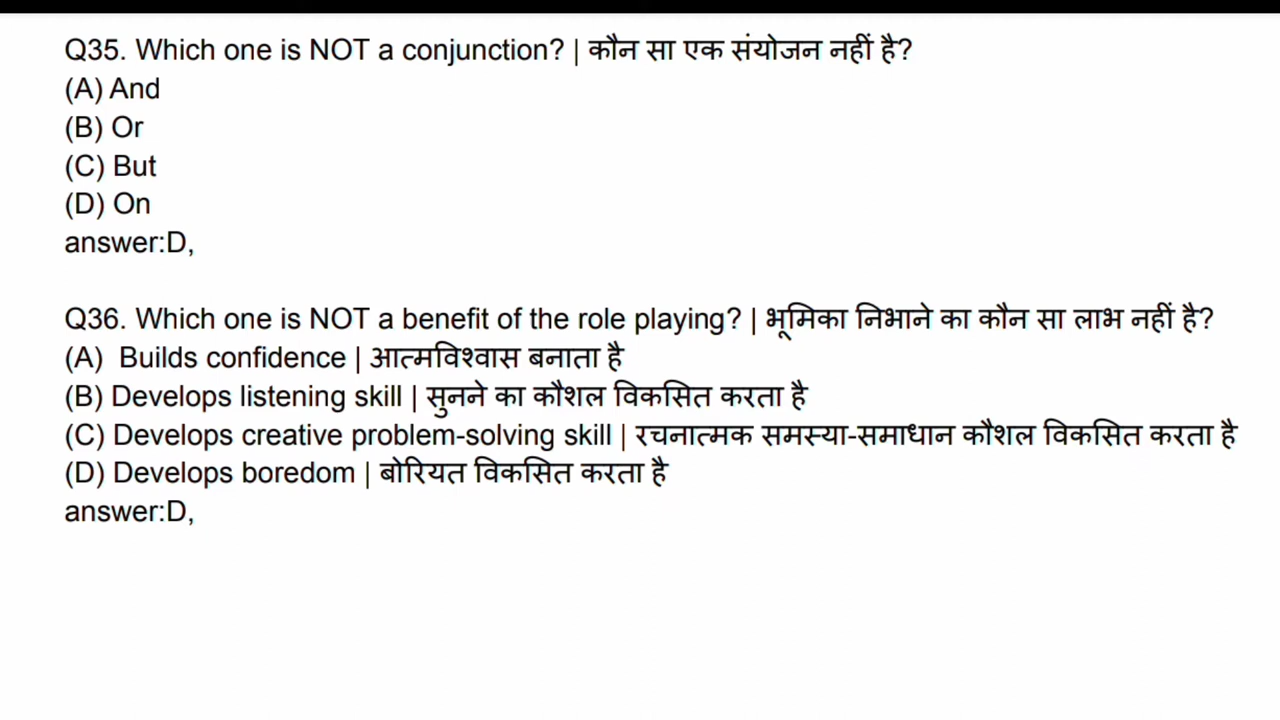 Q35. Which one is NOT a conjunction? | कौन सा एक संयोजन नहीं है?
(A) And
(B) Or
(C) But
(D) On
answer:D,
Q36. Which one is NOT a benefit of the role playing? | भूमिका निभाने का कौन सा लाभ नहीं है?
(A) Builds confidence | आत्मविश्वास बनाता है
(B) Develops listening skill | सुनने का कौशल विकसित करता है
(C) Develops creative problem-solving skill | रचनात्मक समस्या-समाधान कौशल विकसित करता है
(D) Develops boredom | बोरियत विकसित करता है
answer:D,